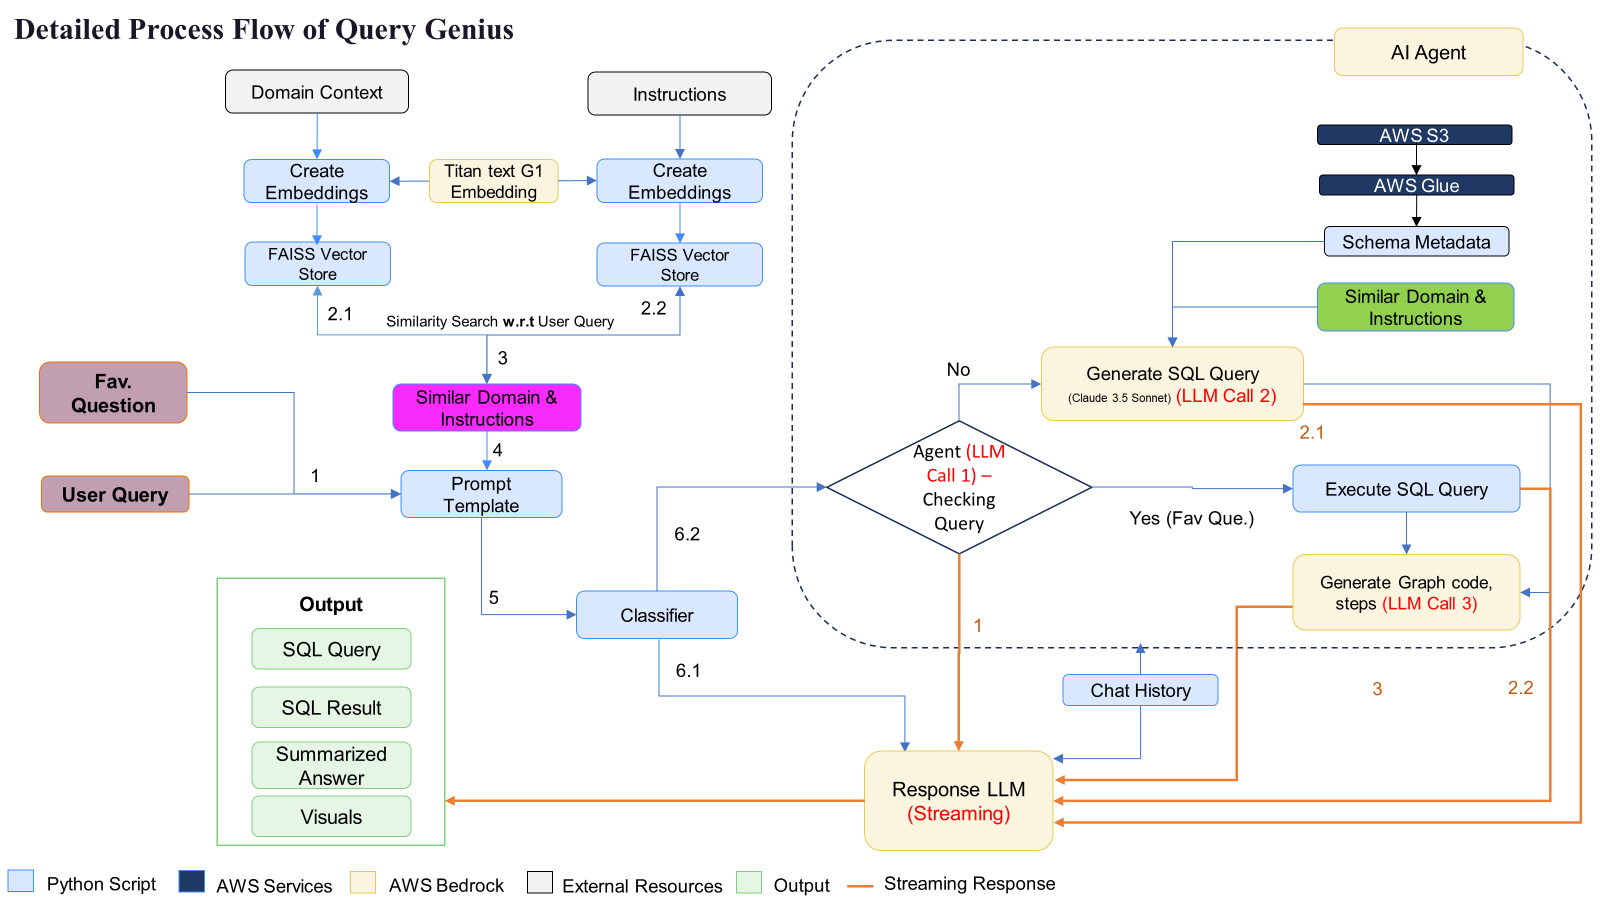 Detailed Process Flow of Query Genius
AI Agent
Domain Context
Instructions
AWS S3
Create
Embeddings
Titan text G1
Embedding
Create
Embeddings
AWS Glue
Schema Metadata
FAISS Vector
Store
FAISS Vector
Store
Similar Domain &
Instructions
2.1
Similarity Search w.r.t User Query
2.2
3
No
Generate SQL Query
(Claude 3.5 Sonnet) (LLM Call 2)
Fav.
Question
Similar Domain &
Instructions
2.1
4
Agent (LLM
Call 1) –
Checking
Query
User Query
1
Prompt
Template
Execute SQL Query
Yes (Fav Que.)
6.2
5
Generate Graph code,
steps (LLM Call 3)
Output
Classifier
1
SQL Query
6.1
Chat History
3
2.2
SQL Result
Summarized
Answer
Response LLM
(Streaming)
Visuals
Python Script
AWS Services
AWS Bedrock
External Resources
Output
Streaming Response